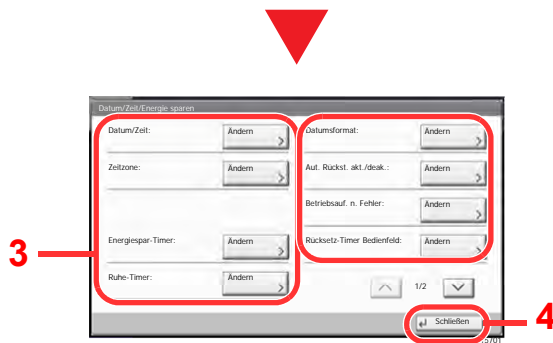 Datum/Zeit/Energie sparen
Datum/Zeit: Ändern
Datumsformat: Ändern
Zeitzone: Ändern
Aut. Rückst. akt./deak.: Ändern
Betriebsauf. n. Fehler: Ändern
3
Energiespar-Timer: Ändern
Rücksetz-Timer Bedienfeld: Ändern
Ruhe-Timer: Ändern
1/2
Schließen
4